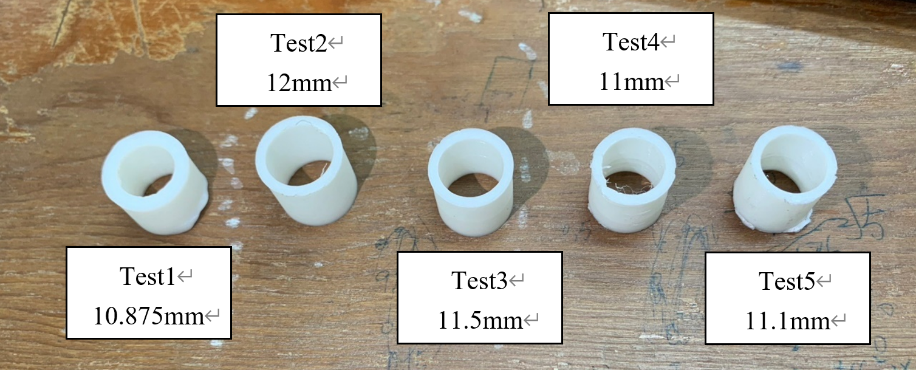 Test2↵
12mm↵
Test4↵
11mm↵
Test1↵
10.875mm↵
Test3↵
11.5mm↵
Test5↵
11.1mm↵